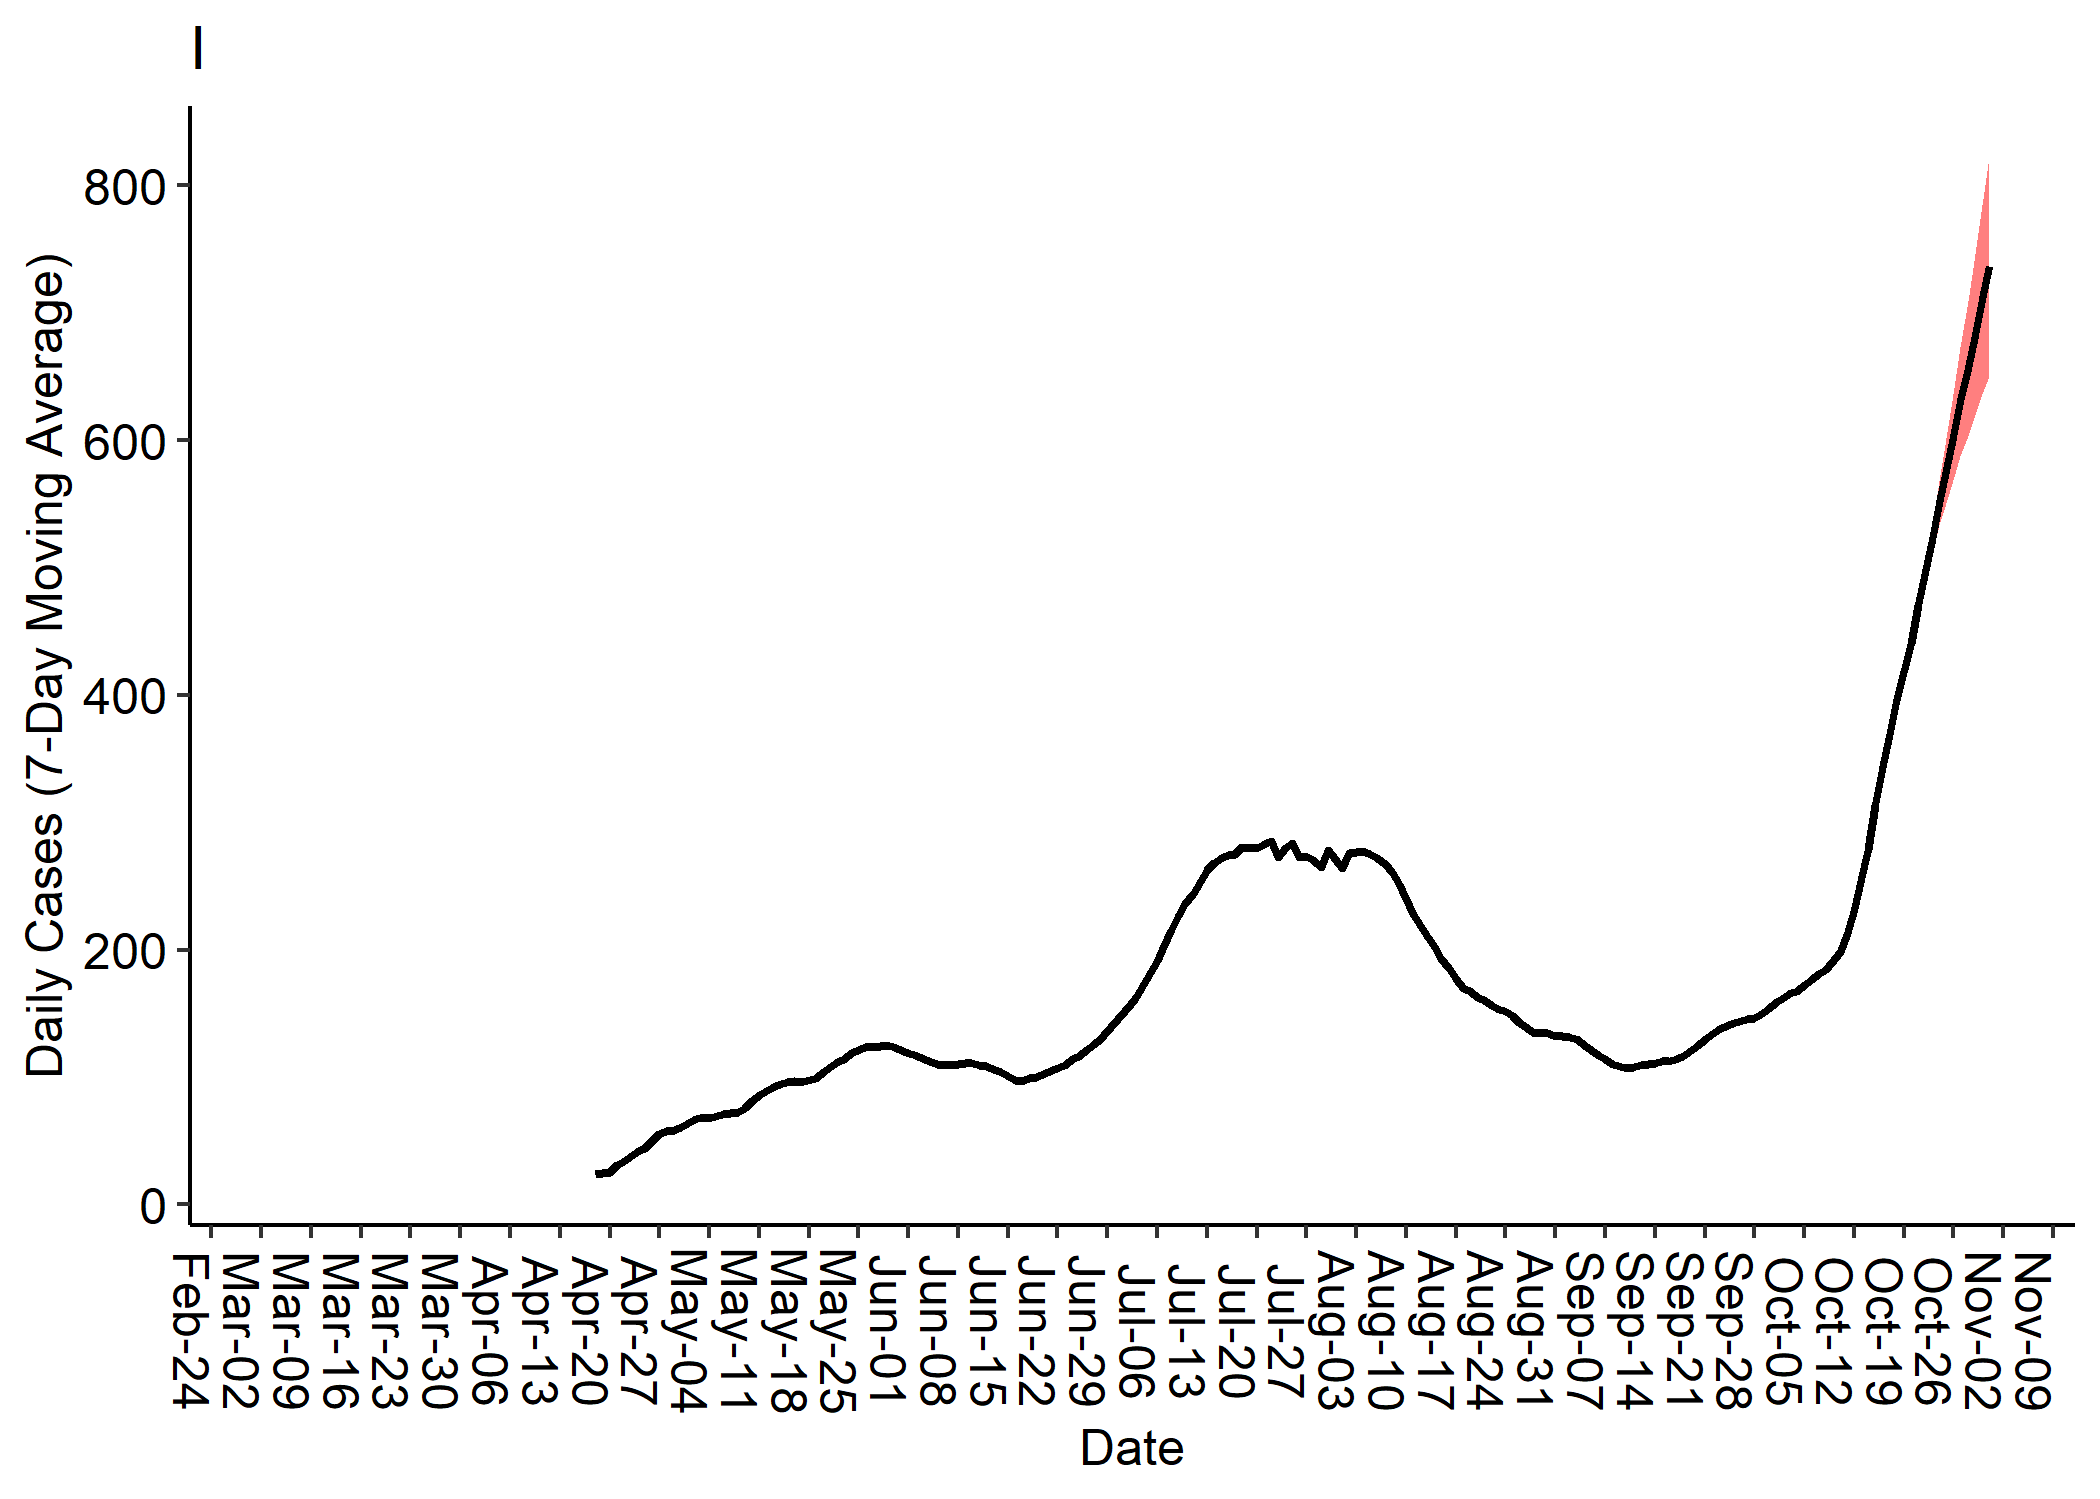 I
Daily Cases (7-Day Moving Average)
800
600
400
200
0
Feb-24
Mar-02
Mar-09
Mar-16
Mar-23
Mar-30
Apr-06
Apr-13
Apr-20
Apr-27
May-04
May-11
May-18
May-25
Jun-01
Jun-08
Jun-15
Jun-22
Jun-29
Jul-06
Jul-13
Jul-20
Jul-27
Aug-03
Aug-10
Aug-17
Aug-24
Aug-31
Sep-07
Sep-14
Sep-21
Sep-28
Oct-05
Oct-12
Oct-19
Oct-26
Nov-02
Nov-09
Date